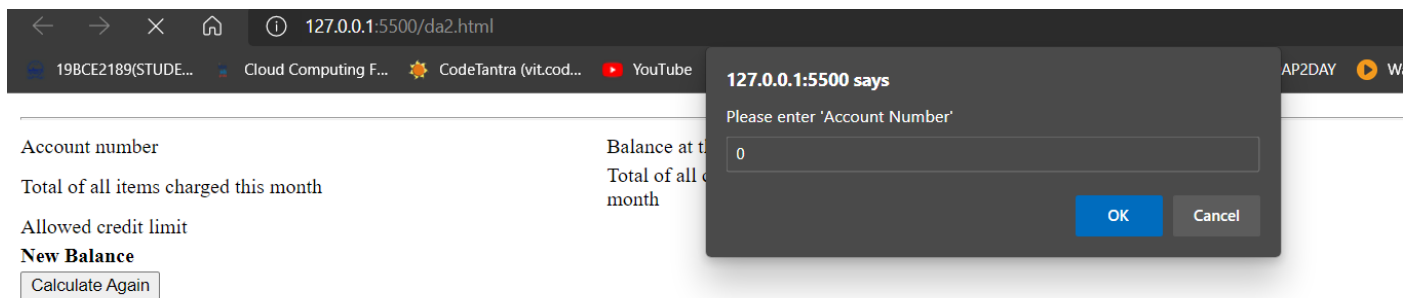 127.0.0.1:5500/da2.html
19BCE2189(STUDE... Cloud Computing F... CodeTantra (vit.cod... YouTube AP2DAY
127.0.0.1:5500 says
Please enter 'Account Number'
0
OK Cancel
Account number Balance at
Total of all items charged this month Total of all
month
Allowed credit limit
New Balance
Calculate Again